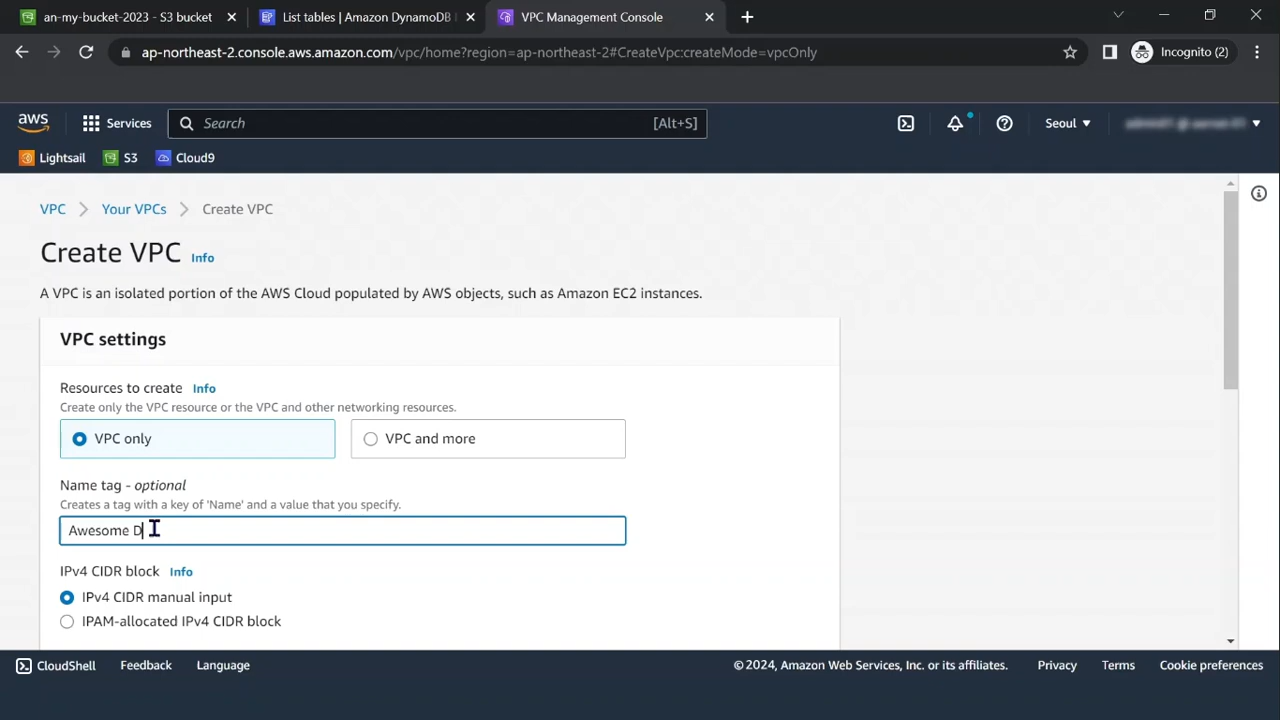 an-my-bucket-2023 - S3 bucket
List tables | Amazon DynamoDB
VPC Management Console
ap-northeast-2.console.aws.amazon.com/vpc/home?region=ap-northeast-2#CreateVpc:createMode=vpcOnly
Incognito (2)
aws
Services
Search
[Alt+S]
Seoul
Lightsail
S3
Cloud9
VPC
Your VPCs
Create VPC
Create VPC Info
A VPC is an isolated portion of the AWS Cloud populated by AWS objects, such as Amazon EC2 instances.
VPC settings
Resources to create Info
Create only the VPC resource or the VPC and other networking resources.
VPC only
VPC and more
Name tag - optional
Creates a tag with a key of 'Name' and a value that you specify.
Awesome D
IPv4 CIDR block Info
IPv4 CIDR manual input
IPAM-allocated IPv4 CIDR block
CloudShell
Feedback
Language
© 2024, Amazon Web Services, Inc. or its affiliates.
Privacy
Terms
Cookie preferences